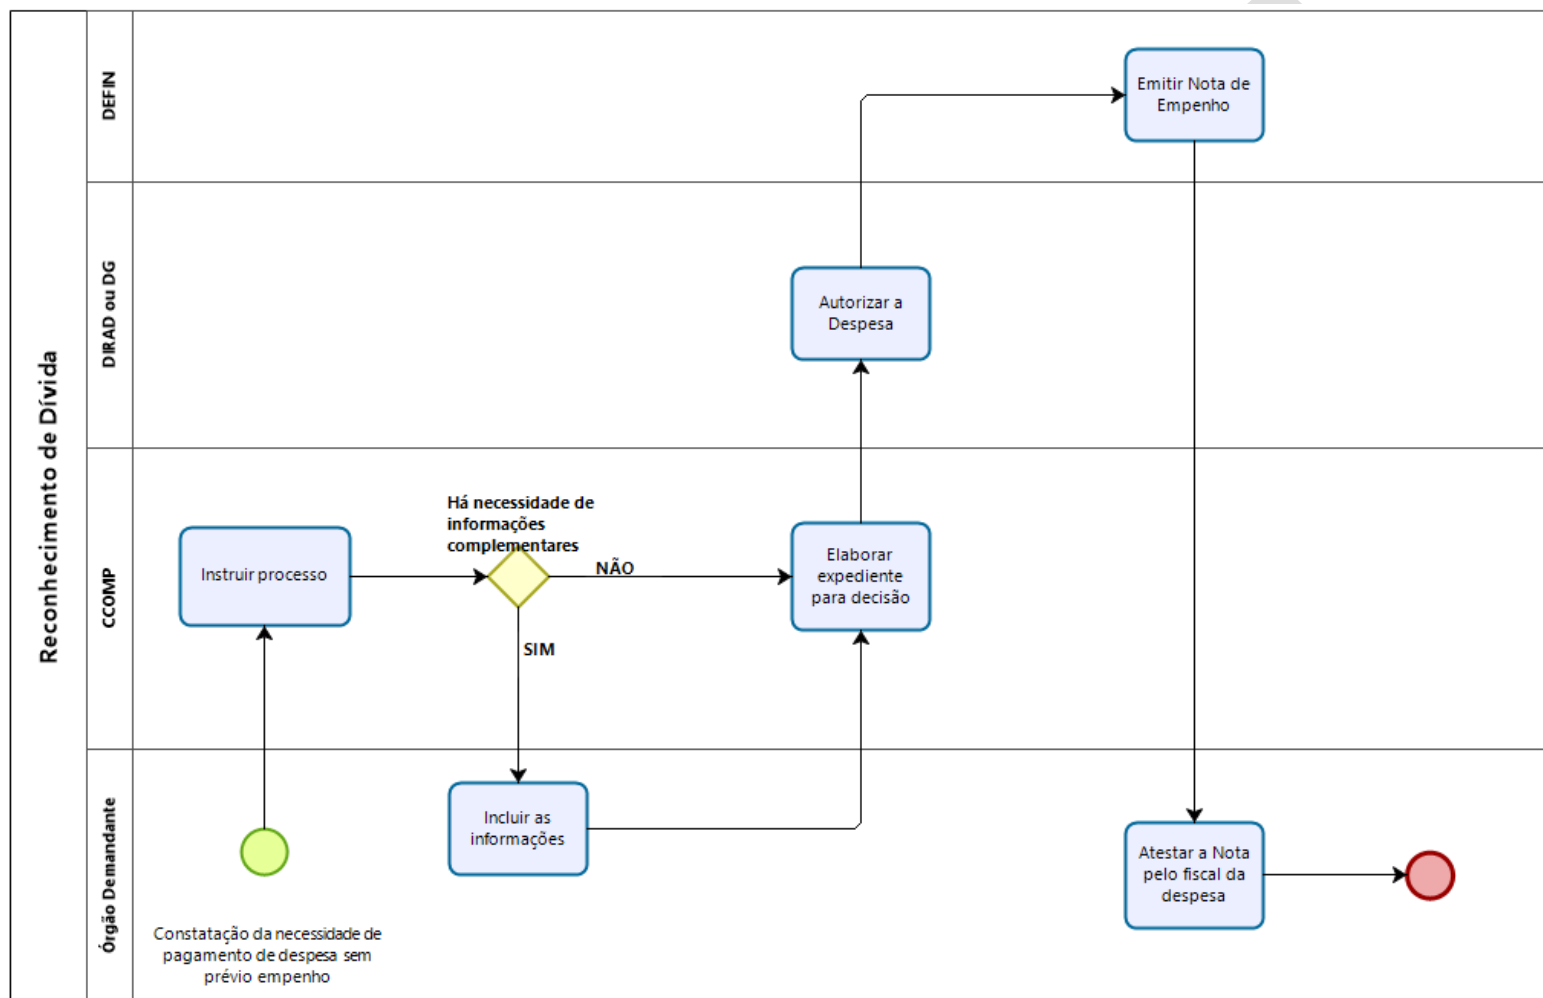 Reconhecimento de Dívida
DEFIN
Emitir Nota de
Empenho
DIRAD ou DG
Autorizar a
Despesa
CCOMP
Instruir processo
Há necessidade de
informações
complementares
NÃO
SIM
Elaborar
expediente
para decisão
Órgão Demandante
Constatação da necessidade de
pagamento de despesa sem
prévio empenho
Incluir as
informações
Atestar a Nota
pelo fiscal da
despesa